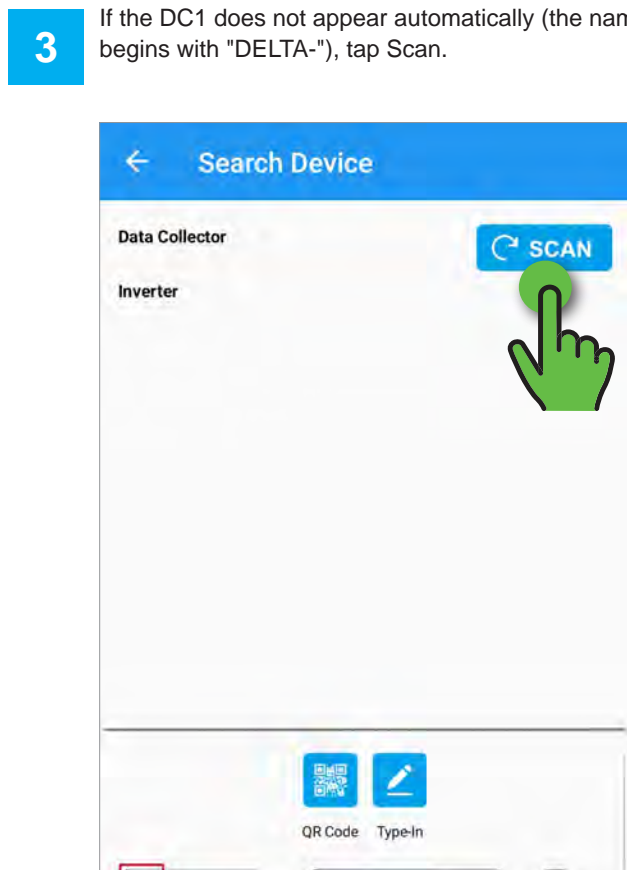 3
If the DC1 does not appear automatically (the
begins with "DELTA-"), tap Scan.
Search Device
Data Collector
SCAN
Inverter
QR Code Type-In